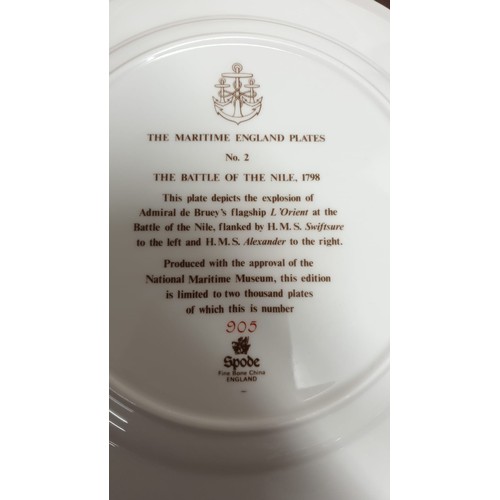 THE MARITIME ENGLAND PLATES
No. 2
THE BATTLE OF THE NILE, 1798
This plate depicts the explosion of
Admiral de Bruey's flagship L'Orient at the
Battle of the Nile, flanked by H.M.S. Swiftsure
to the left and H.M.S. Alexander to the right.
Produced with the approval of the
National Maritime Museum, this edition
is limited to two thousand plates
of which this is number
905
Spode
Fine Bone China
ENGLAND